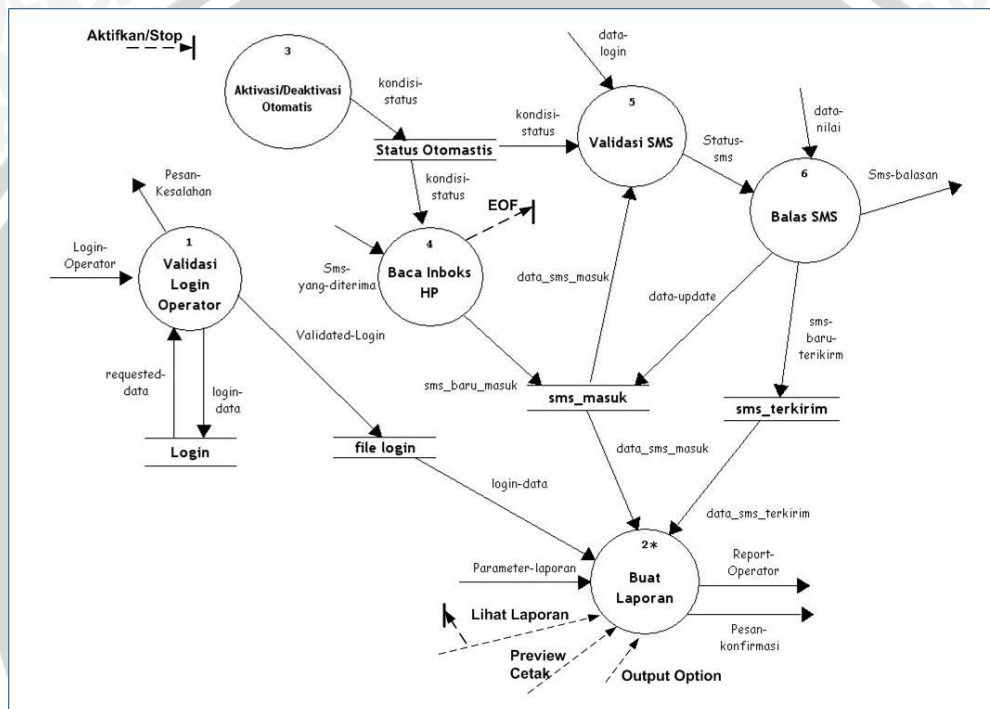 Aktifkan/Stop
3
Aktivasi/Deaktivasi
Otomatis
kondisi-
status
Status Otomastis
kondisi-
status
kondisi-
status
data-
login
5
Validasi SMS
Status-
sms
data-
nilai
6
Balas SMS
Sms-balasan
Pesan-
Kesalahan
Login-
Operator
1
Validasi
Login
Operator
requested-
data
login-
data
Login
Validated-Login
file login
login-data
EOF
4
Baca Inboks
HP
Sms-
yang-diterima
sms_baru_masuk
data_sms_masuk
data-update
sms-
baru-
terikirm
sms_masuk
sms_terkirim
data_sms_masuk
data_sms_terkirim
2*
Buat
Laporan
Parameter-laporan
Lihat Laporan
Preview
Cetak
Output Option
Report-
Operator
Pesan-
konfirmasi